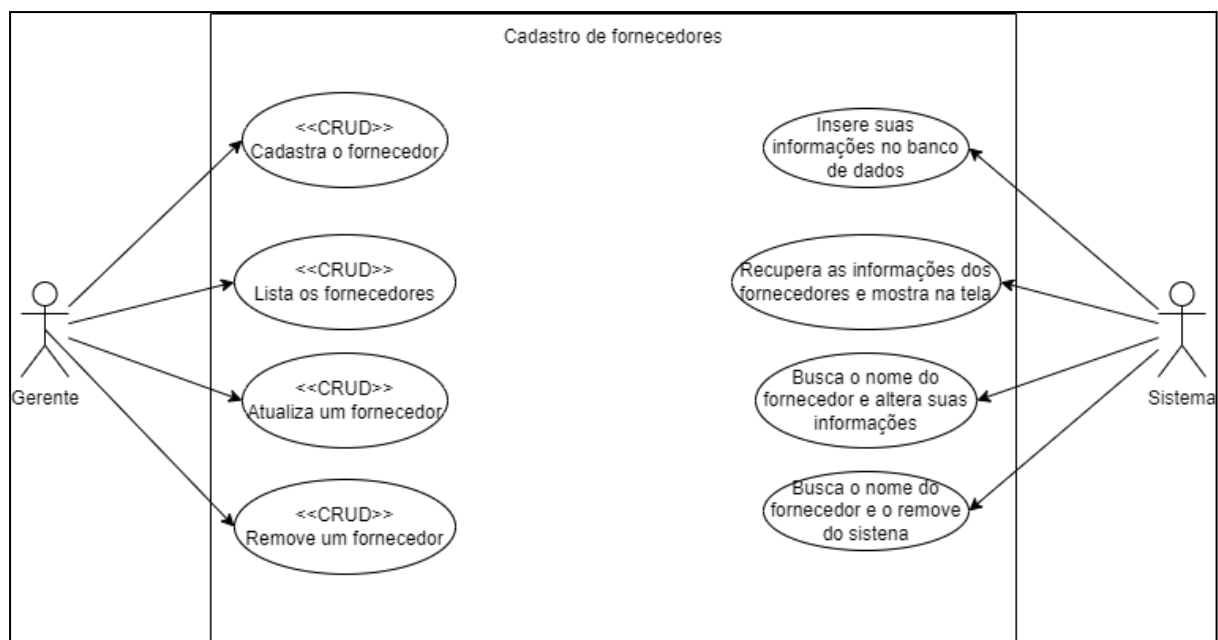 Cadastro de fornecedores
<<CRUD>>
Cadastra o fornecedor
<<CRUD>>
Lista os fornecedores
<<CRUD>>
Atualiza um fornecedor
<<CRUD>>
Remove um fornecedor
Gerente
Insere suas
informações no banco
de dados
Recupera as informações dos
fornecedores e mostra na tela
Busca o nome do
fornecedor e altera suas
informações
Busca o nome do
fornecedor e o remove
do sistena
Sistema